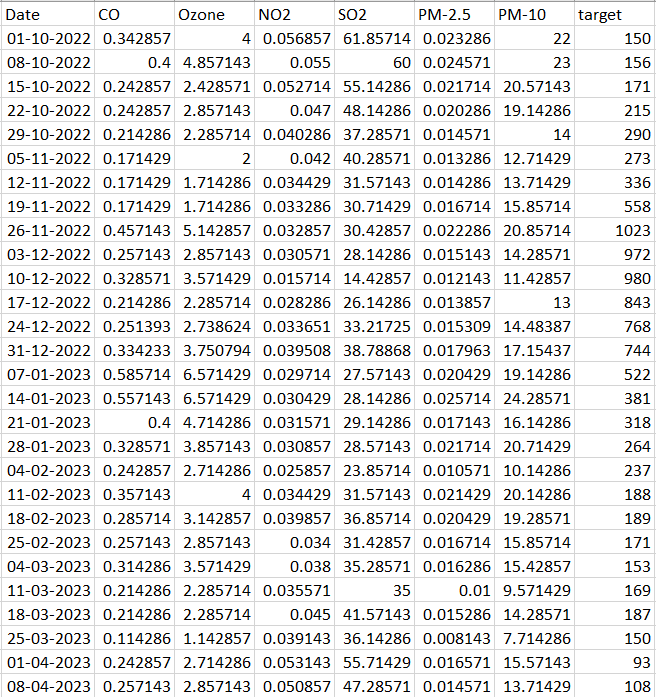 Date CO Ozone NO2 SO2 PM-2.5 PM-10 target
01-10-2022 0.342857 4 0.056857 61.85714 0.023286 22 150
08-10-2022 0.4 4.857143 0.055 60 0.024571 23 156
15-10-2022 0.242857 2.428571 0.052714 55.14286 0.021714 20.57143 171
22-10-2022 0.242857 2.857143 0.047 48.14286 0.020286 19.14286 215
29-10-2022 0.214286 2.285714 0.040286 37.28571 0.014571 14 290
05-11-2022 0.171429 2 0.042 40.28571 0.013286 12.71429 273
12-11-2022 0.171429 1.714286 0.034429 31.57143 0.014286 13.71429 336
19-11-2022 0.171429 1.714286 0.033286 30.71429 0.016714 15.85714 558
26-11-2022 0.457143 5.142857 0.032857 30.42857 0.022286 20.85714 1023
03-12-2022 0.257143 2.857143 0.030571 28.14286 0.015143 14.28571 972
10-12-2022 0.328571 3.571429 0.015714 14.42857 0.012143 11.42857 980
17-12-2022 0.214286 2.285714 0.028286 26.14286 0.013857 13 843
24-12-2022 0.251393 2.738624 0.033651 33.21725 0.015309 14.48387 768
31-12-2022 0.334233 3.750794 0.039508 38.78868 0.017963 17.15437 744
07-01-2023 0.585714 6.571429 0.029714 27.57143 0.020429 19.14286 522
14-01-2023 0.557143 6.571429 0.030429 28.14286 0.025714 24.28571 381
21-01-2023 0.4 4.714286 0.031571 29.14286 0.017143 16.14286 318
28-01-2023 0.328571 3.857143 0.030857 28.57143 0.021714 20.71429 264
04-02-2023 0.242857 2.714286 0.025857 23.85714 0.010571 10.14286 237
11-02-2023 0.357143 4 0.034429 31.57143 0.021429 20.14286 188
18-02-2023 0.285714 3.142857 0.039857 36.85714 0.020429 19.28571 189
25-02-2023 0.257143 2.857143 0.034 31.42857 0.016714 15.85714 171
04-03-2023 0.314286 3.571429 0.038 35.28571 0.016286 15.42857 153
11-03-2023 0.214286 2.285714 0.035571 35 0.01 9.571429 169
18-03-2023 0.214286 2.285714 0.045 41.57143 0.015286 14.28571 187
25-03-2023 0.114286 1.142857 0.039143 36.14286 0.008143 7.714286 150
01-04-2023 0.242857 2.714286 0.053143 55.71429 0.016571 15.57143 93
08-04-2023 0.257143 2.857143 0.050857 47.28571 0.014571 13.71429 108